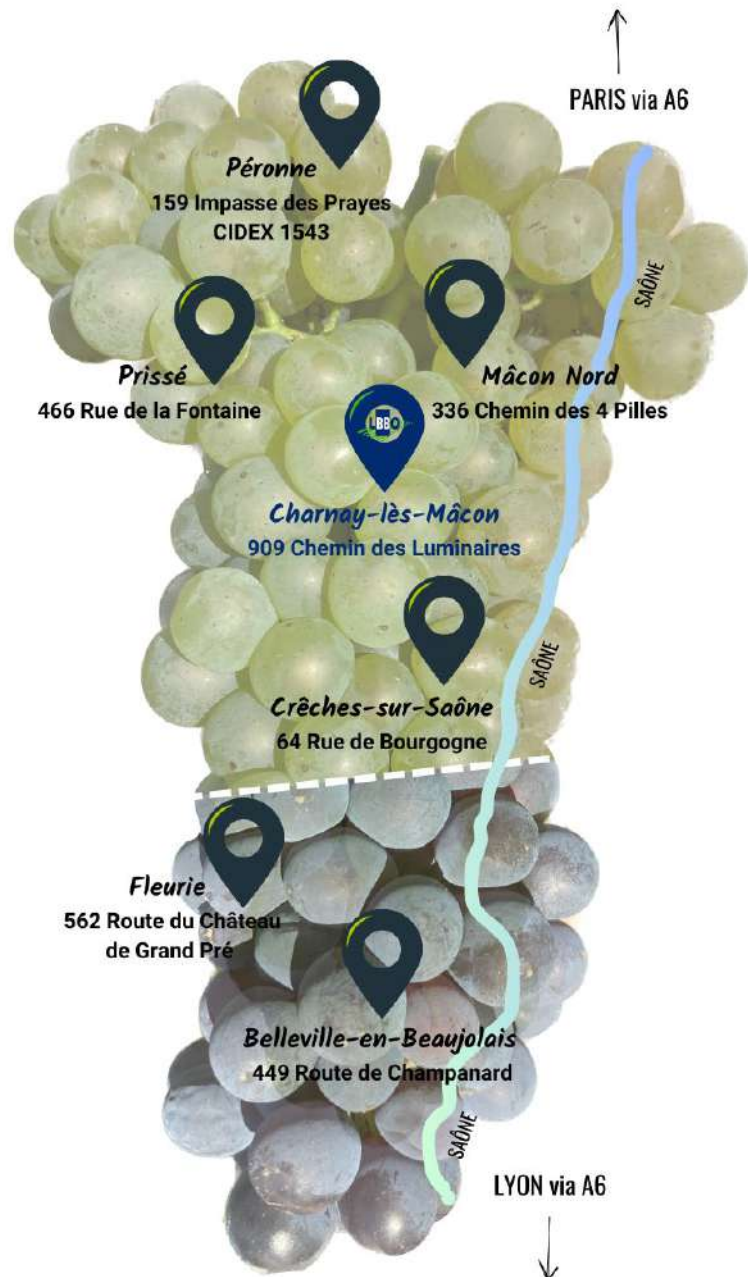 PARIS via A6
Péronne
159 Impasse des Prayes
CIDEX 1543
SAÔNE
Prissé
466 Rue de la Fontaine
Mâcon Nord
336 Chemin des 4 Pilles
LBBO
Charnay-lès-Mâcon
909 Chemin des Luminaires
SAÔNE
Crêches-sur-Saône
64 Rue de Bourgogne
Fleurie
562 Route du Château
de Grand Pré
Belleville-en-Beaujolais
449 Route de Champanard
SAÔNE
LYON via A6